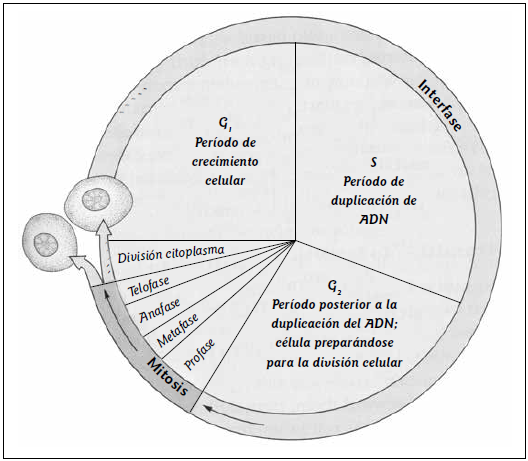 Interfase
G₁
Período de
crecimiento
celular
S
Período de
duplicación de
ADN
G₂
Período posterior a la
duplicación del ADN;
célula preparándose
para la división celular
División citoplasma
Telofase
Anafase
Metafase
Profase
Mitosis